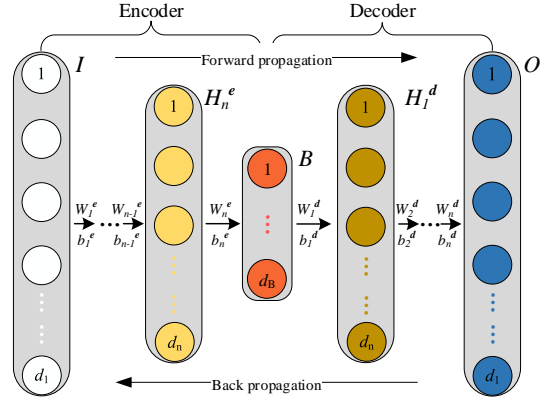 Encoder Decoder
I Forward propagation O
H_n^e H_1^d
B
1 1 1 1 1
W_1^e ... W_{n-1}^e W_n^e W_1^d W_2^d ... W_n^d
b_1^e b_{n-1}^e b_n^e b_1^d b_2^d b_n^d
d_B
d_1 d_n d_n d_1
Back propagation